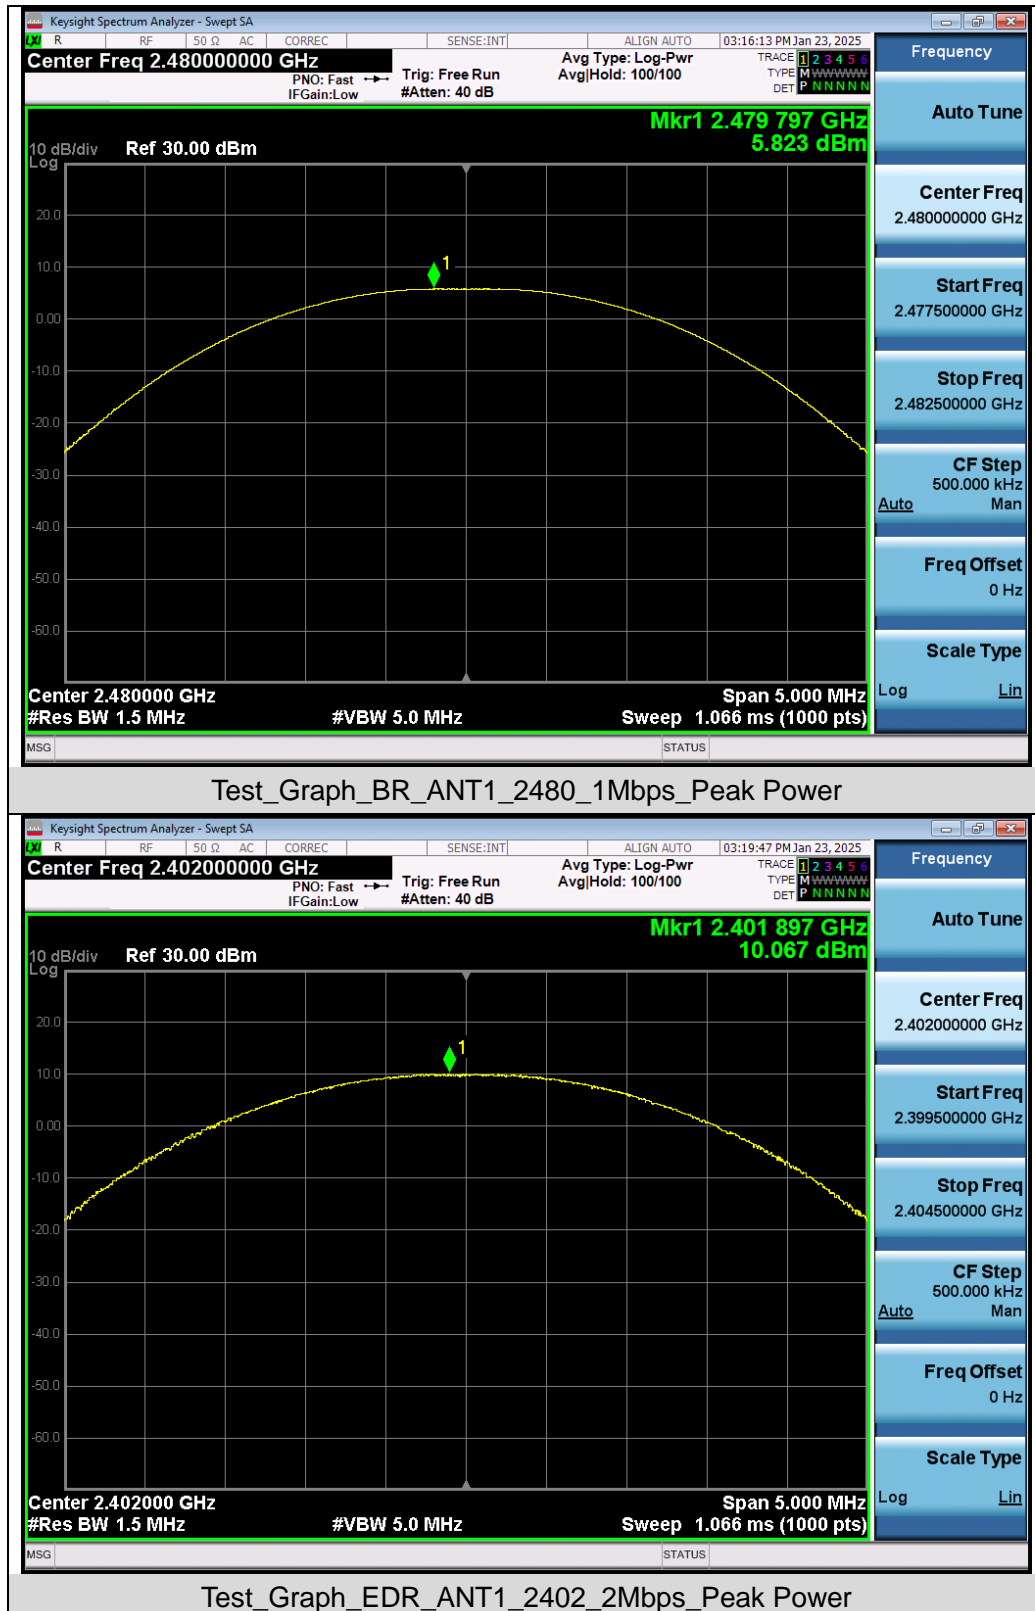 Keysight Spectrum Analyzer - Swept SA
LXI R RF 50 Ω AC CORREC SENSE:INT ALIGN AUTO 03:16:13 PM Jan 23, 2025
Center Freq 2.480000000 GHz
PNO: Fast
IFGain:Low
Trig: Free Run
#Atten: 40 dB
Avg Type: Log-Pwr
Avg|Hold: 100/100
TRACE 1 2 3 4 5 6
TYPE M WWWWW
DET P N N N N N
Mkr1 2.479 797 GHz
5.823 dBm
10 dB/div Ref 30.00 dBm
Log
20.0
10.0
1
0.00
-10.0
-20.0
-30.0
-40.0
-50.0
-60.0
Center 2.480000 GHz Span 5.000 MHz
#Res BW 1.5 MHz #VBW 5.0 MHz Sweep 1.066 ms (1000 pts)
MSG STATUS
Frequency
Auto Tune
Center Freq
2.480000000 GHz
Start Freq
2.477500000 GHz
Stop Freq
2.482500000 GHz
CF Step
500.000 kHz
Auto Man
Freq Offset
0 Hz
Scale Type
Log Lin
Test_Graph_BR_ANT1_2480_1Mbps_Peak Power
Keysight Spectrum Analyzer - Swept SA
LXI R RF 50 Ω AC CORREC SENSE:INT ALIGN AUTO 03:19:47 PM Jan 23, 2025
Center Freq 2.402000000 GHz
PNO: Fast
IFGain:Low
Trig: Free Run
#Atten: 40 dB
Avg Type: Log-Pwr
Avg|Hold: 100/100
TRACE 1 2 3 4 5 6
TYPE M WWWWW
DET P N N N N N
Mkr1 2.401 897 GHz
10.067 dBm
10 dB/div Ref 30.00 dBm
Log
20.0
1
10.0
0.00
-10.0
-20.0
-30.0
-40.0
-50.0
-60.0
Center 2.402000 GHz Span 5.000 MHz
#Res BW 1.5 MHz #VBW 5.0 MHz Sweep 1.066 ms (1000 pts)
MSG STATUS
Frequency
Auto Tune
Center Freq
2.402000000 GHz
Start Freq
2.399500000 GHz
Stop Freq
2.404500000 GHz
CF Step
500.000 kHz
Auto Man
Freq Offset
0 Hz
Scale Type
Log Lin
Test_Graph_EDR_ANT1_2402_2Mbps_Peak Power